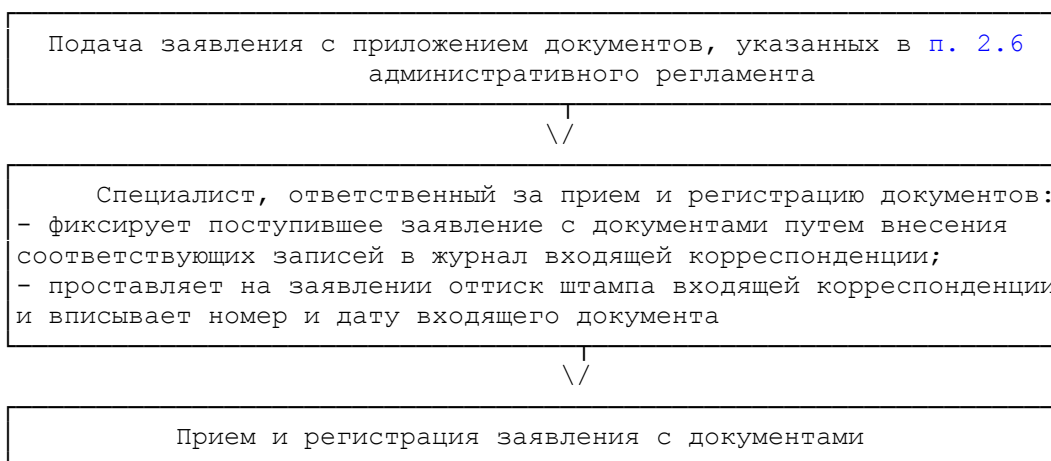 Подача заявления с приложением документов, указанных в п. 2.6
административного регламента
\/
Специалист, ответственный за прием и регистрацию документов:
- фиксирует поступившее заявление с документами путем внесения
соответствующих записей в журнал входящей корреспонденции;
- проставляет на заявлении оттиск штампа входящей корреспонденции
и вписывает номер и дату входящего документа
\/
Прием и регистрация заявления с документами